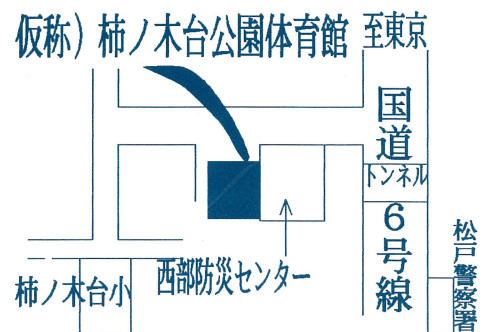 仮称）柿ノ木台公園体育館
至東京
国道
トンネル
６号線
松戸警察署
西部防災センター
柿ノ木台小